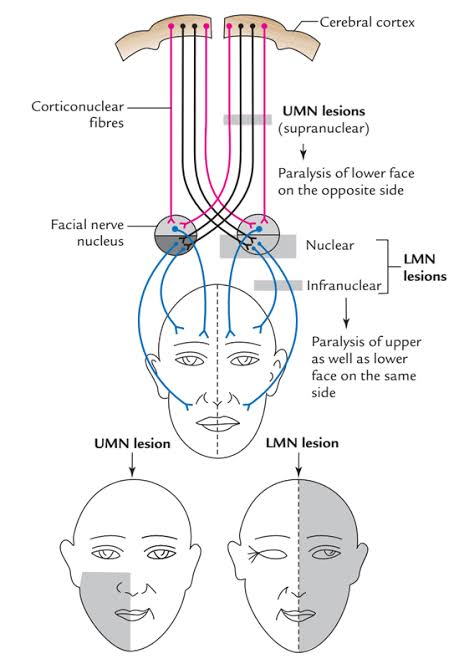 Cerebral cortex
Corticonuclear
fibres
UMN lesions
(supranuclear)
Paralysis of lower face
on the opposite side
Facial nerve
nucleus
Nuclear
LMN
lesions
Infranuclear
Paralysis of upper
as well as lower
face on the same
side
UMN lesion
LMN lesion